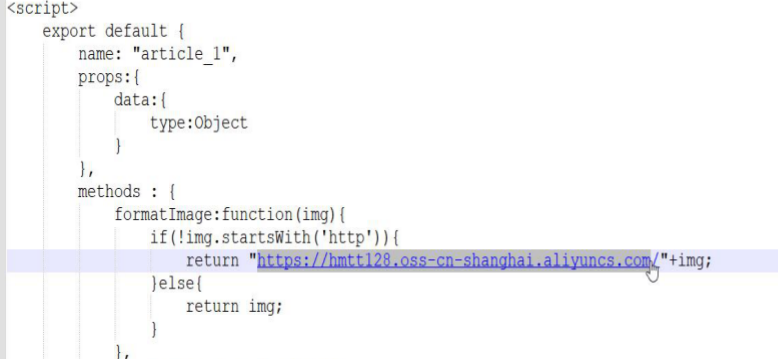 <script>
    export default {
        name: "article_1",
        props:{
            data:{
                type:Object
            }
        },
        methods : {
            formatImage:function(img){
                if(!img.startsWith('http')){
                    return "https://hmtt128.oss-cn-shanghai.aliyuncs.com/"+img;
                }else{
                    return img;
                }
            },